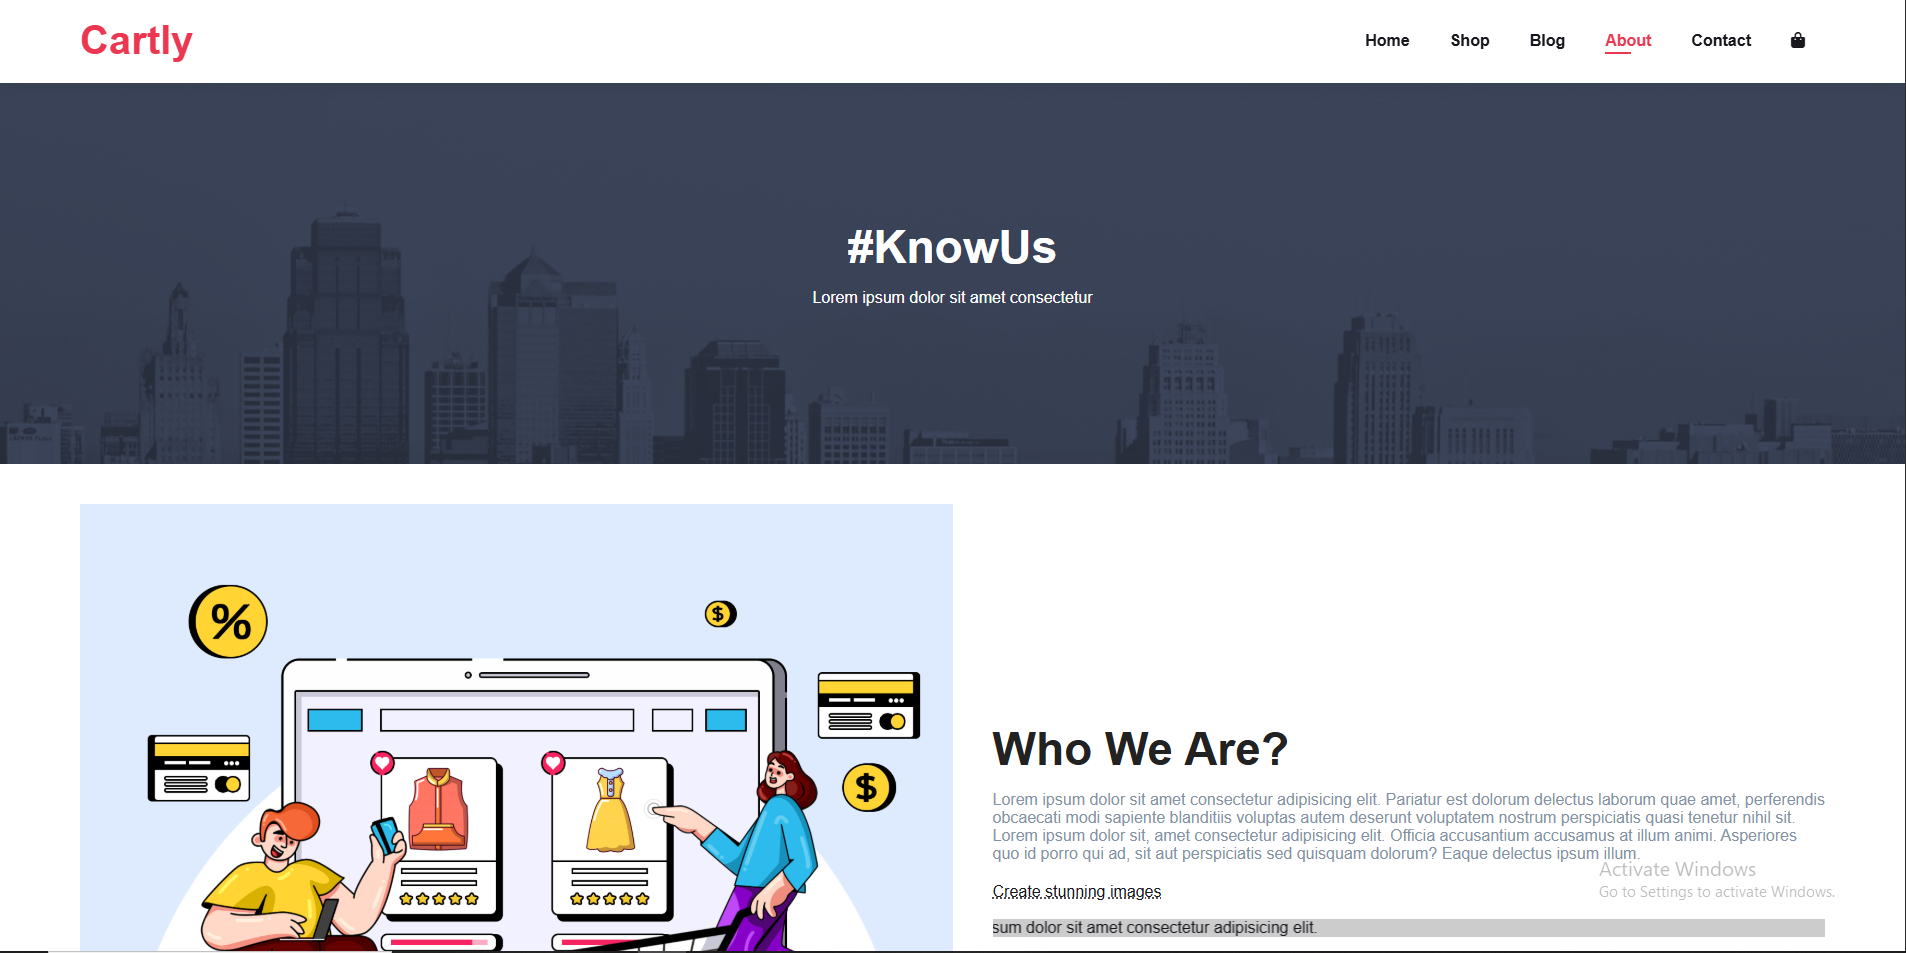 Cartly
Home Shop Blog About Contact
#KnowUs
Lorem ipsum dolor sit amet consectetur
%
$
$
Who We Are?
Lorem ipsum dolor sit amet consectetur adipisicing elit. Pariatur est dolorum delectus laborum quae amet, perferendis
obcaecati modi sapiente blanditiis voluptas autem deserunt voluptatem nostrum perspiciatis quasi tenetur nihil sit.
Lorem ipsum dolor sit, amet consectetur adipisicing elit. Officia accusantium accusamus at illum animi. Asperiores
quo id porro qui ad, sit aut perspiciatis sed quisquam dolorum? Eaque delectus ipsum illum.
Activate Windows
Go to Settings to activate Windows.
Create stunning images
sum dolor sit amet consectetur adipisicing elit.